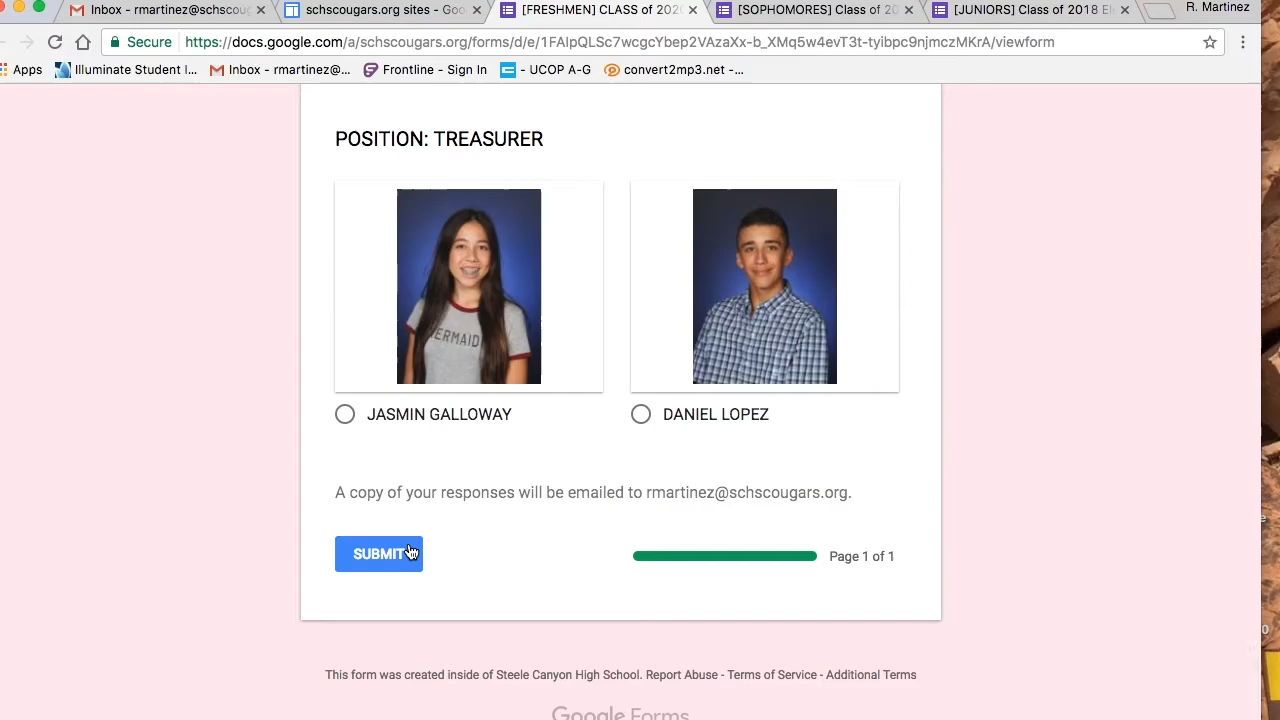 Inbox - rmartinez@schscoug
schscougars.org sites - Goo
[FRESHMEN] CLASS of 202
[SOPHOMORES] Class of 20
[JUNIORS] Class of 2018 El
R. Martinez
Secure
https://docs.google.com/a/schscougars.org/forms/d/e/1FAIpQLSc7wcgcYbep2VAzaXx-b_XMq5w4evT3t-tyibpc9njmczMKrA/viewform
Apps
Illuminate Student I...
Inbox - rmartinez@...
Frontline - Sign In
- UCOP A-G
convert2mp3.net -...
POSITION: TREASURER
JASMIN GALLOWAY
DANIEL LOPEZ
A copy of your responses will be emailed to rmartinez@schscougars.org.
SUBMIT
Page 1 of 1
This form was created inside of Steele Canyon High School. Report Abuse - Terms of Service - Additional Terms
Google Forms